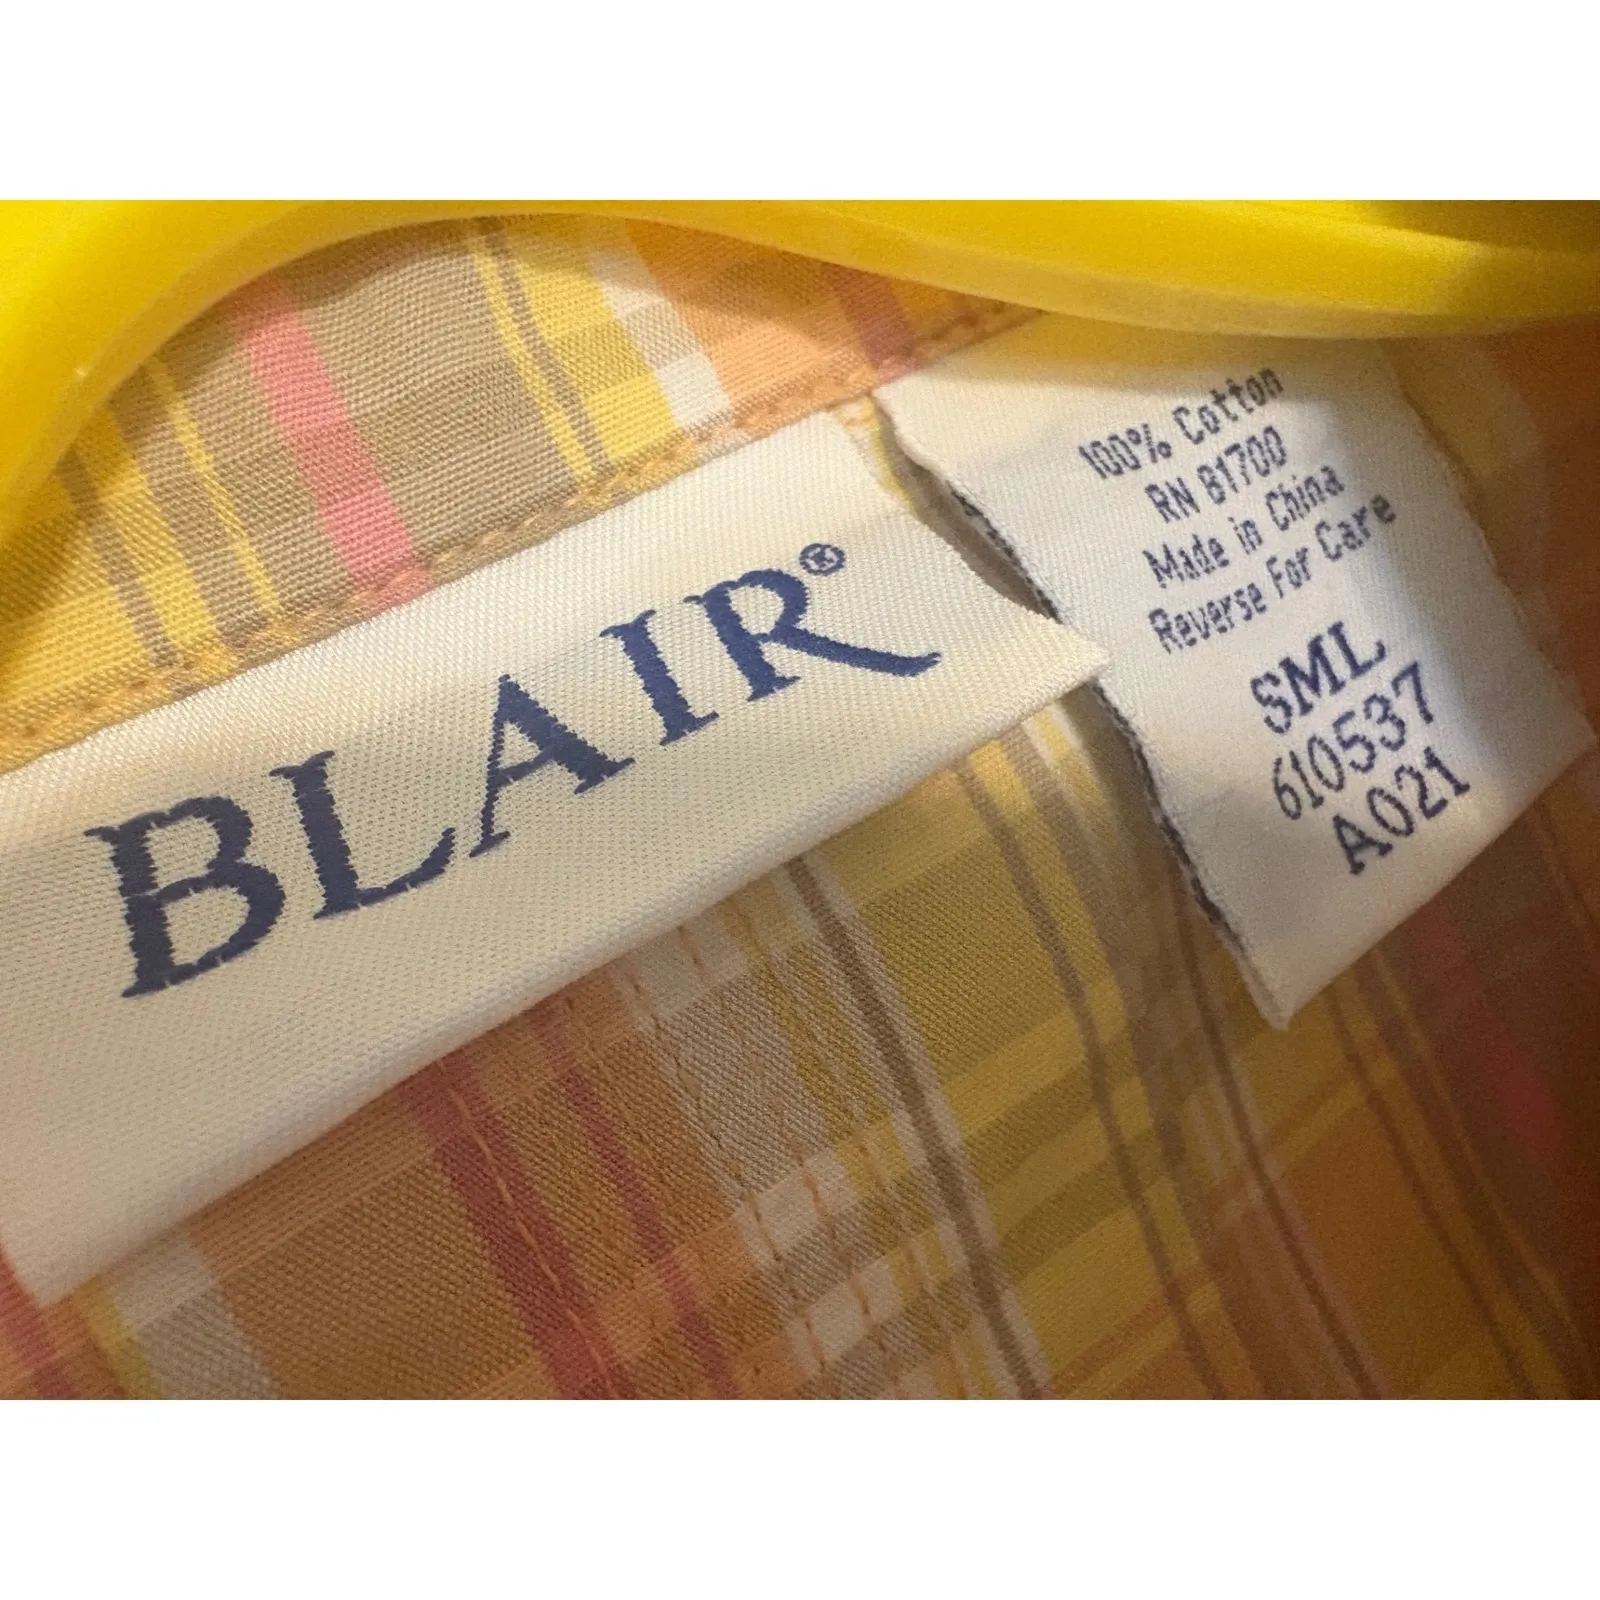 BLAIR®
100% Cotton
RN 81700
Made in China
Reverse For Care
SML
610537
A021